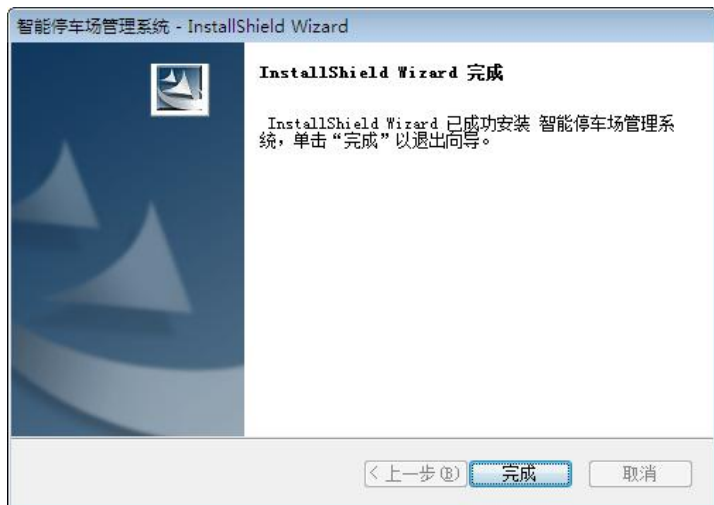 智能停车场管理系统 - InstallShield Wizard
InstallShield Wizard 完成
InstallShield Wizard 已成功安装 智能停车场管理系
统，单击“完成”以退出向导。
< 上一步(B) 完成 取消